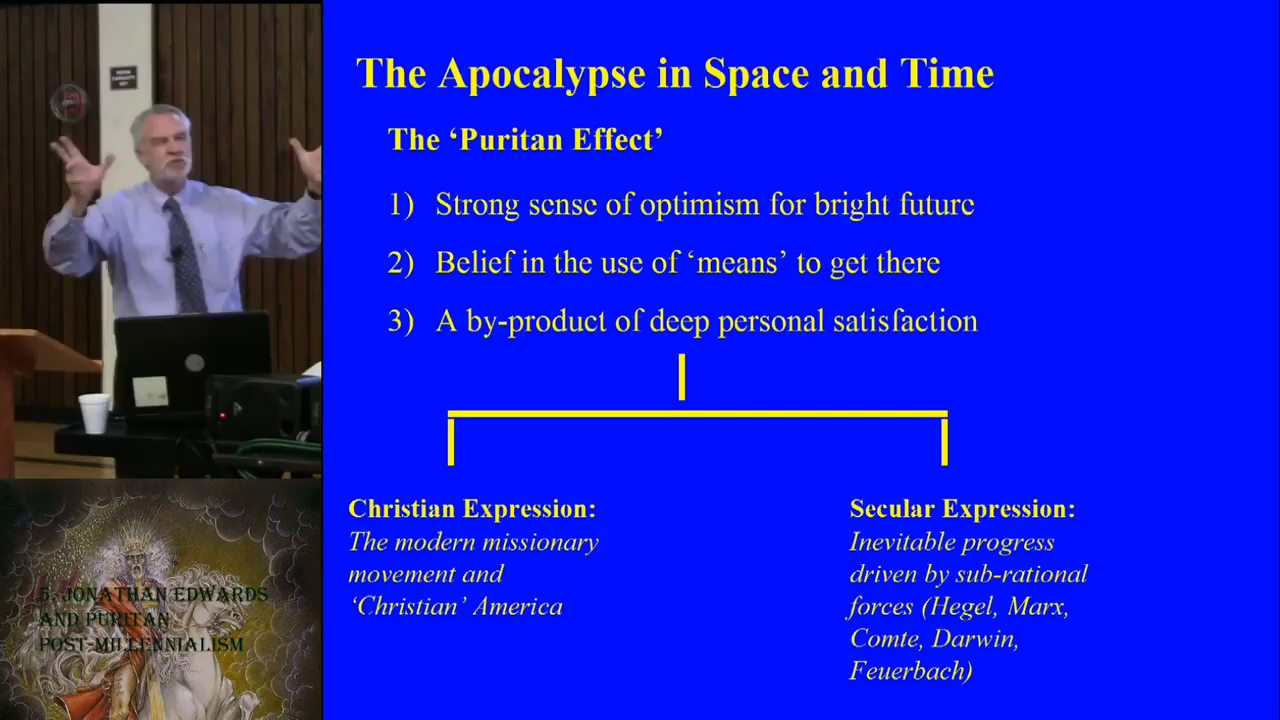 The Apocalypse in Space and Time
The ‘Puritan Effect’
1) Strong sense of optimism for bright future
2) Belief in the use of ‘means’ to get there
3) A by-product of deep personal satisfaction
Christian Expression:
The modern missionary
movement and
‘Christian’ America
Secular Expression:
Inevitable progress
driven by sub-rational
forces (Hegel, Marx,
Comte, Darwin,
Feuerbach)
5. JONATHAN EDWARDS
AND PURITAN
POST-MILLENNIALISM